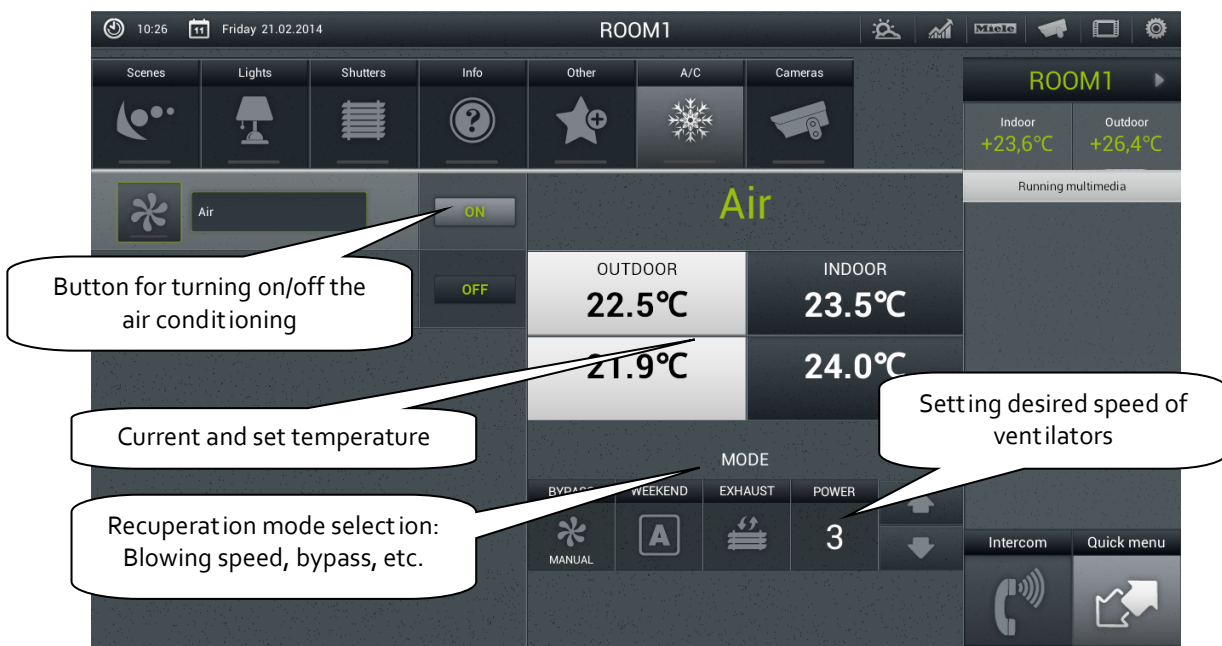 10:26 11 Friday 21.02.2014 ROOM1 Miele
Scenes Lights Shutters Info Other A/C Cameras
ROOM1
Indoor Outdoor
+23,6°C +26,4°C
Running multimedia
Air
ON
OFF
Button for turning on/off the
air conditioning
Air
OUTDOOR INDOOR
22.5°C 23.5°C
21.9°C 24.0°C
Current and set temperature
Setting desired speed of
ventilators
MODE
BYPASS WEEKEND EXHAUST POWER
A 3
MANUAL
Recuperation mode selection:
Blowing speed, bypass, etc.
Intercom Quick menu